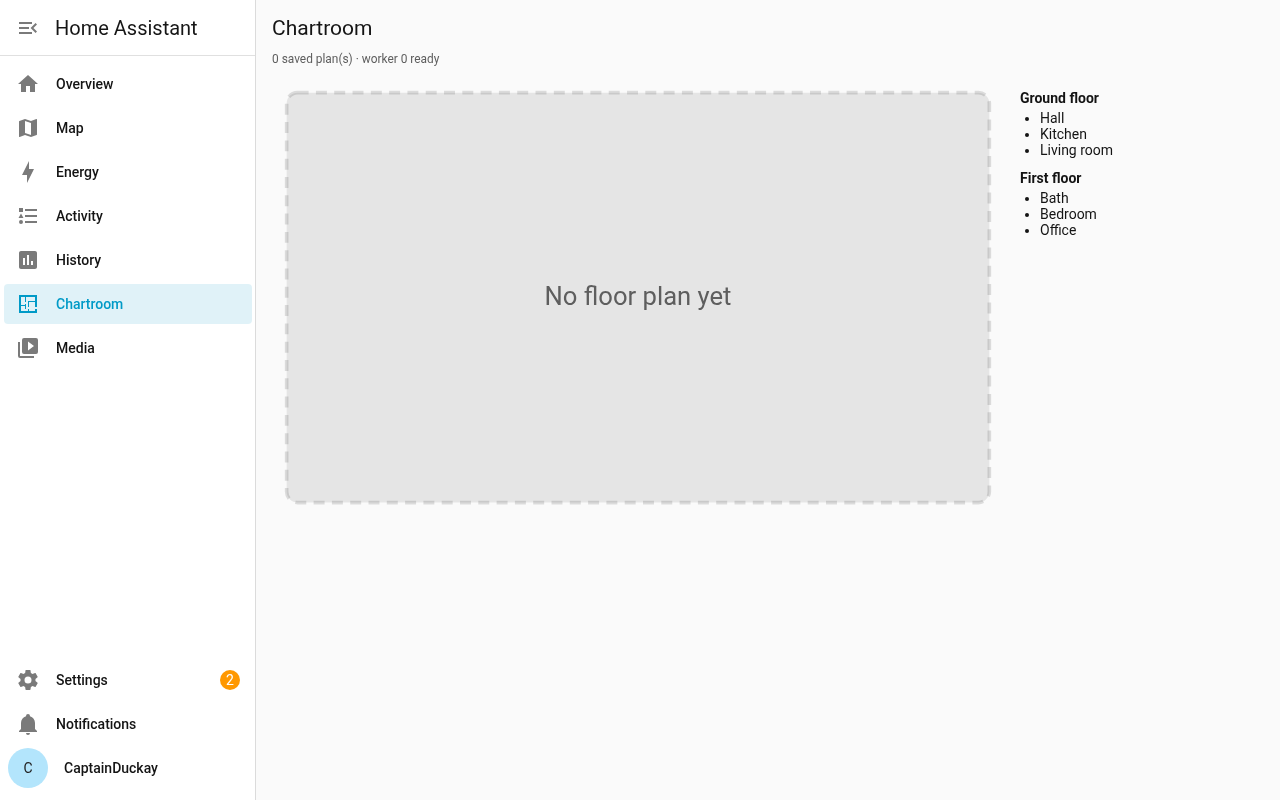 Home Assistant
Overview
Map
Energy
Activity
History
Chartroom
Media
Settings
2
Notifications
C
CaptainDuckay
Chartroom
0 saved plan(s) · worker 0 ready
No floor plan yet
Ground floor
Hall
Kitchen
Living room
First floor
Bath
Bedroom
Office